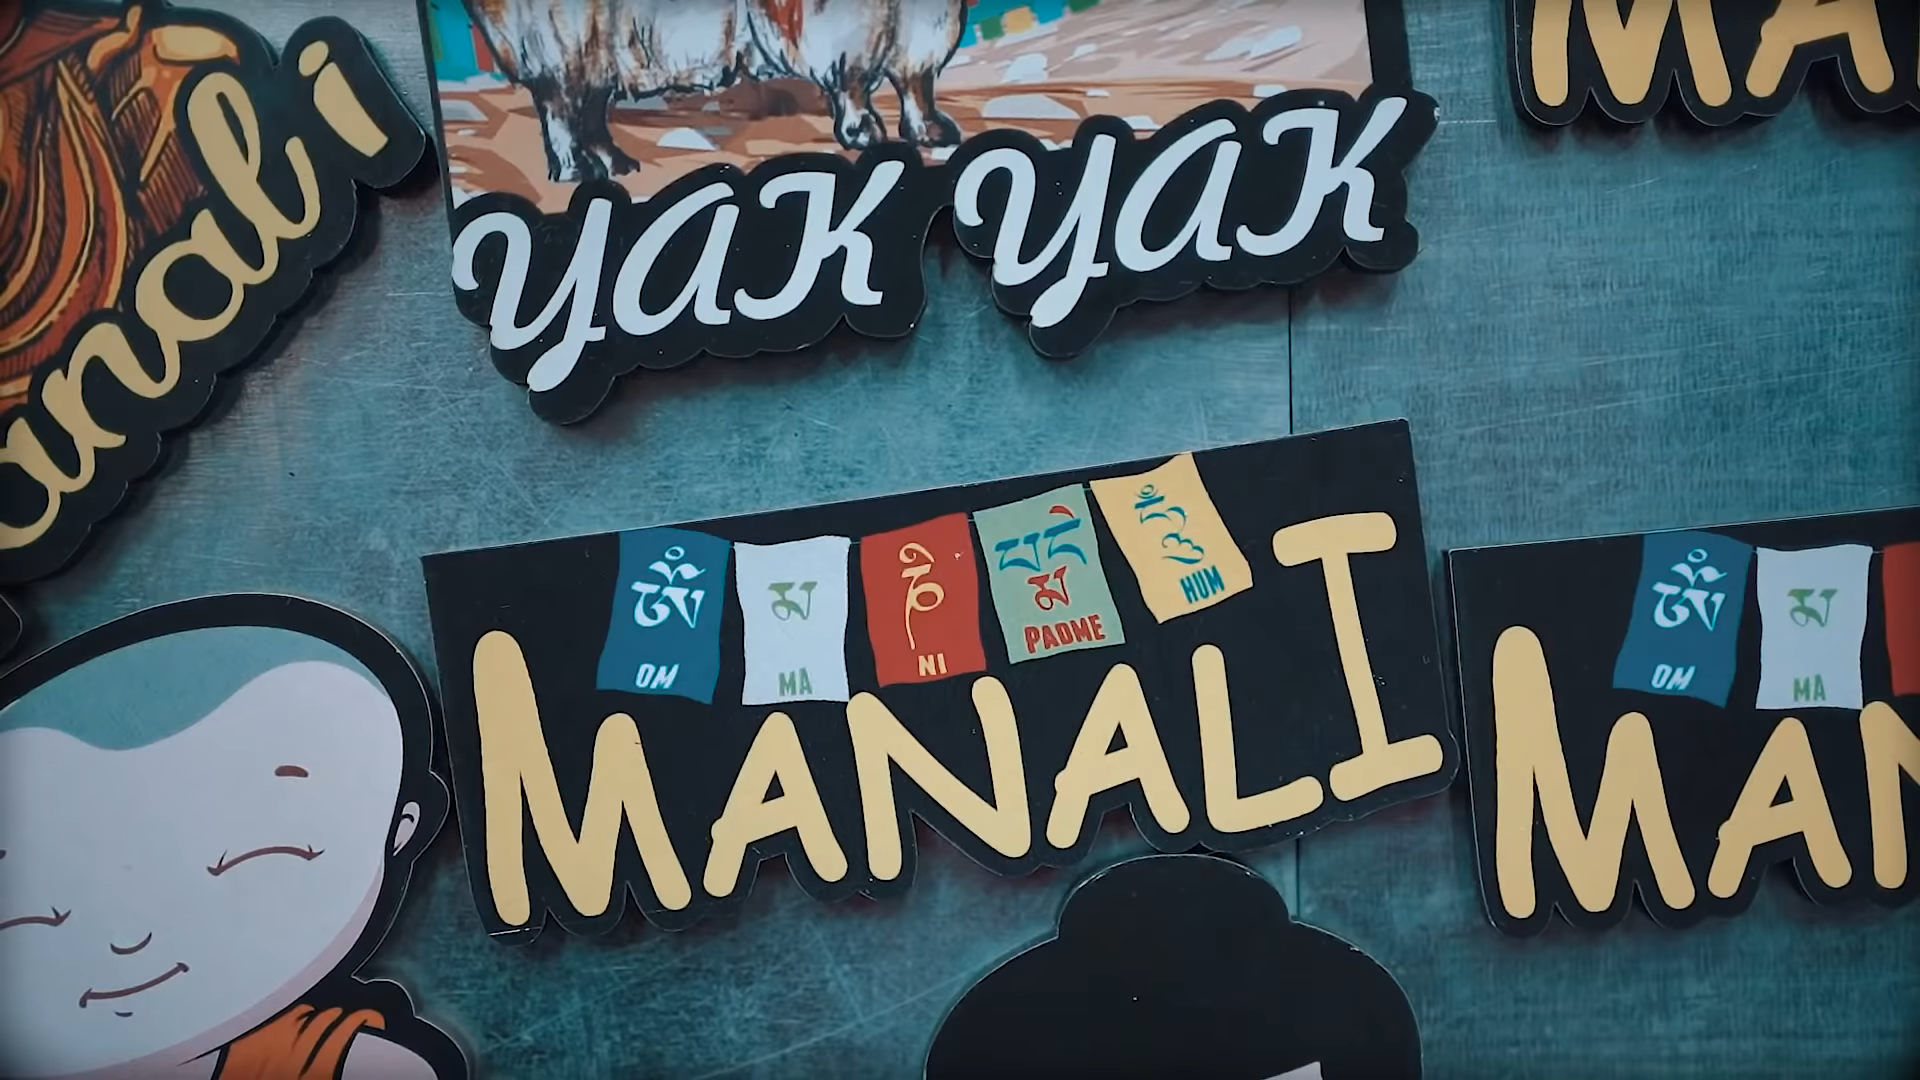 anali
YAK YAK
MA
ཨོཾ མ ཎི པདྨེ ཧཱུྃ
OM MA NI PADME HUM
MANALI
ཨོཾ མ
OM MA
MAN